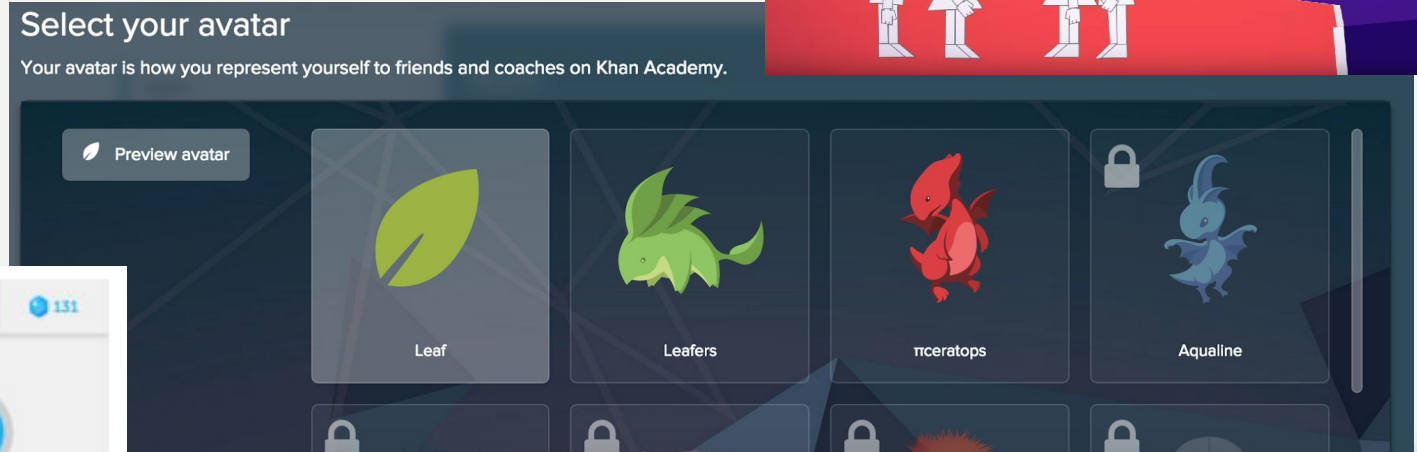 Select your avatar
Your avatar is how you represent yourself to friends and coaches on Khan Academy.
Preview avatar
Leaf
Leafers
πceratops
Aqualine
131